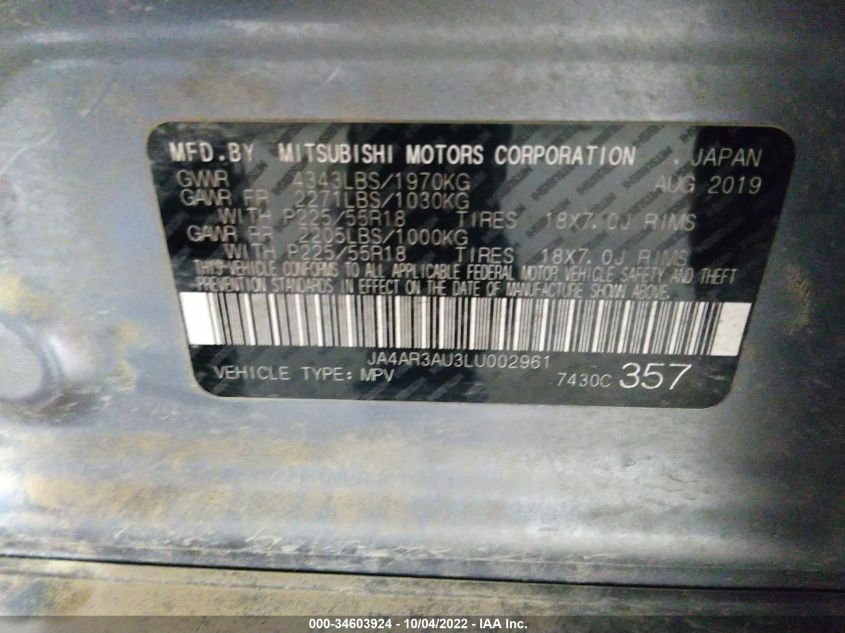 MFD.BY MITSUBISHI MOTORS CORPORATION . JAPAN
GVWR 4343LBS/1970KG AUG 2019
GAWR FR 2271LBS/1030KG
WITH P225/55R18 TIRES 18X7.0J RIMS
GAWR RR 2205LBS/1000KG
WITH P225/55R18 TIRES 18X7.0J RIMS
THIS VEHICLE CONFORMS TO ALL APPLICABLE FEDERAL MOTOR VEHICLE SAFETY AND THEFT
PREVENTION STANDARDS IN EFFECT ON THE DATE OF MANUFACTURE SHOWN ABOVE.
JA4AR3AU3LU002961
VEHICLE TYPE: MPV 7430C 357
000-34603924 - 10/04/2022 - IAA Inc.